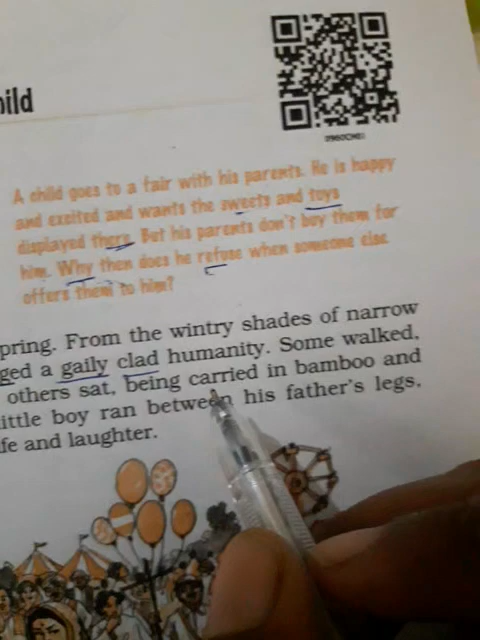 hild
0960CH01
A child goes to a fair with his parents. He is happy
and excited and wants the sweets and toys
displayed there. But his parents don't buy them for
him. Why then does he refuse when someone else
offers them to him?
pring. From the wintry shades of narrow
ged a gaily clad humanity. Some walked,
others sat, being carried in bamboo and
ittle boy ran between his father's legs,
fe and laughter.